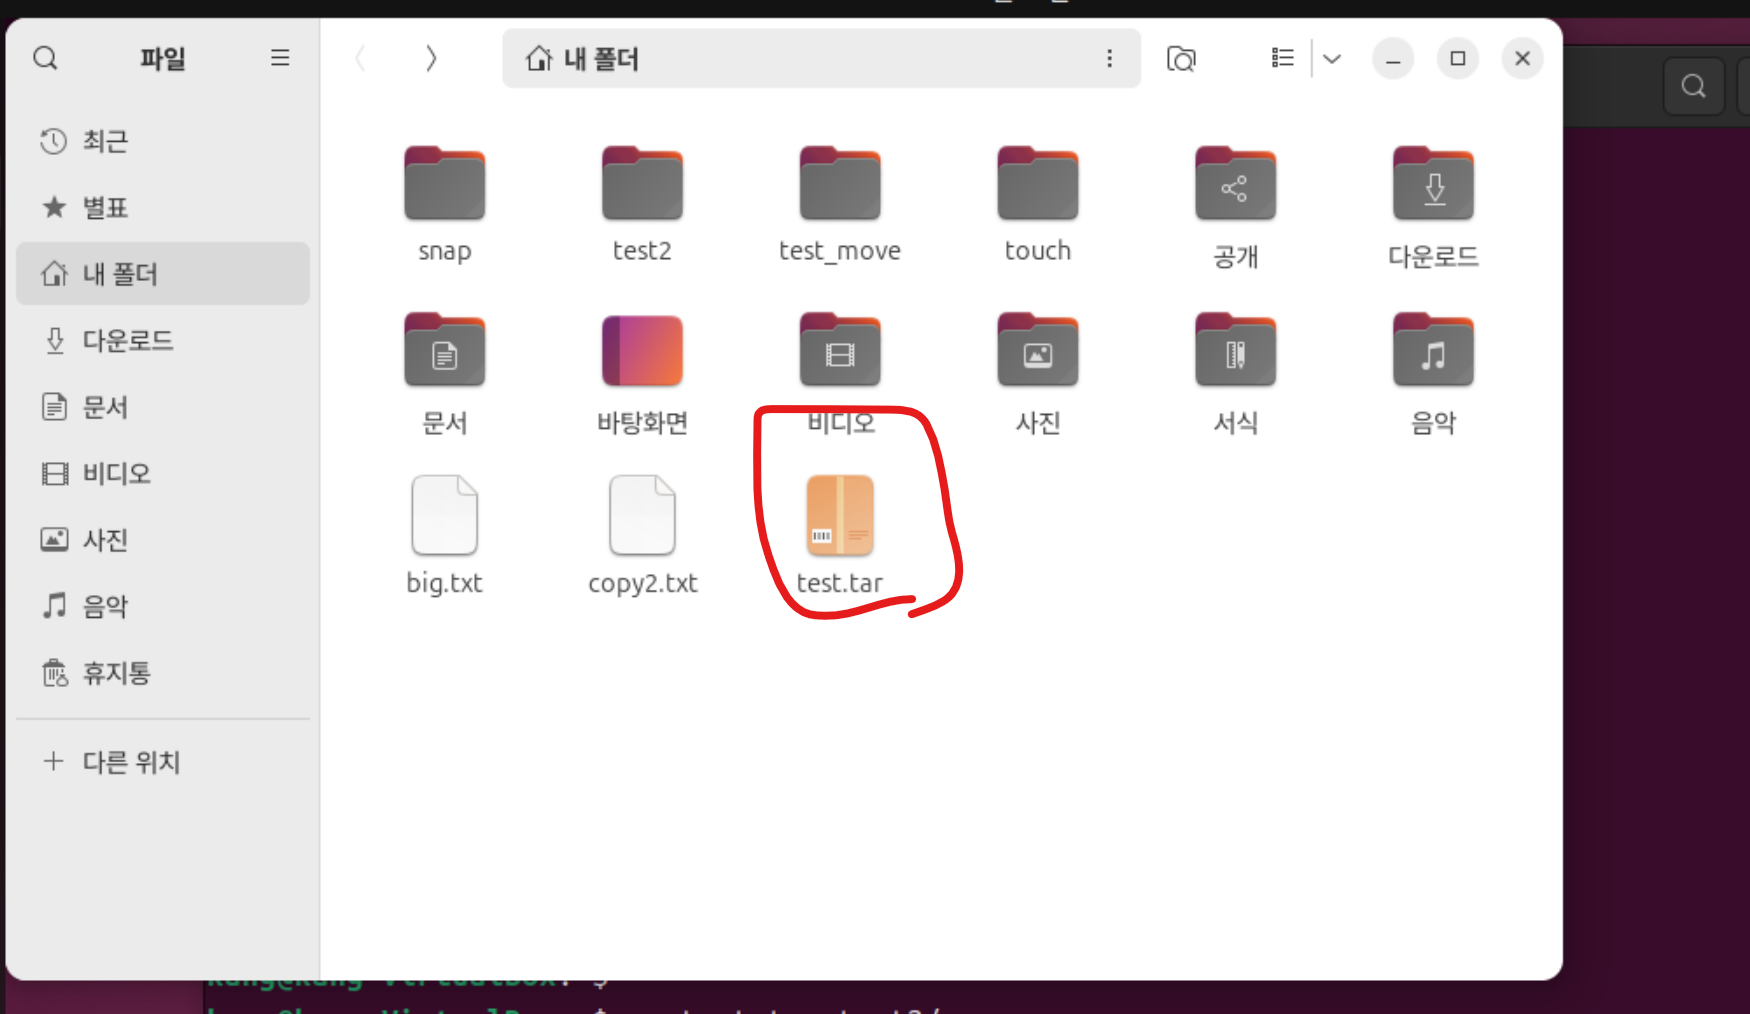 파일
내 폴더
최근
별표
내 폴더
다운로드
문서
비디오
사진
음악
휴지통
다른 위치
snap
test2
test_move
touch
공개
다운로드
문서
바탕화면
비디오
사진
서식
음악
big.txt
copy2.txt
test.tar